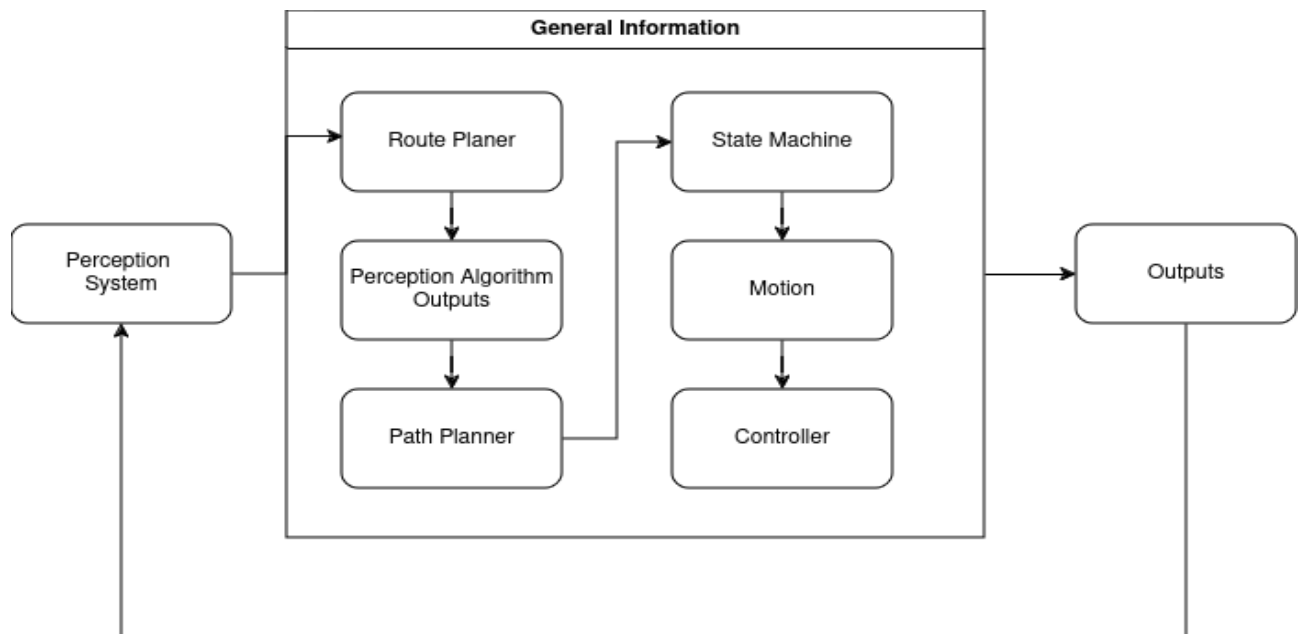 General Information
Route Planer
State Machine
Perception
System
Perception Algorithm
Outputs
Motion
Outputs
Path Planner
Controller